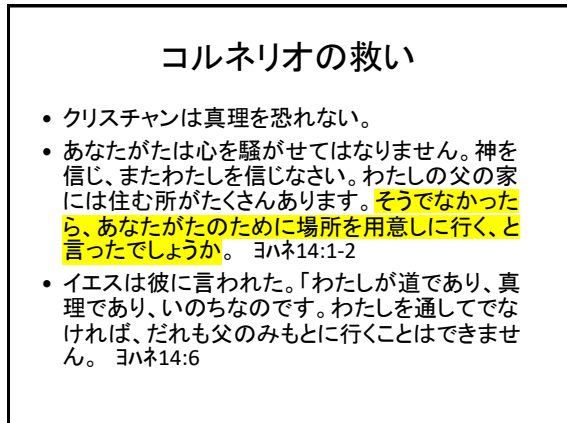 コルネリオの救い
• クリスチャンは真理を恐れない。
• あなたがたは心を騒がせてはなりません。神を
信じ、またわたしを信じなさい。わたしの父の家
には住む所がたくさんあります。そうでなかった
ら、あなたがたのために場所を用意しに行く、と
言ったでしょうか。 ﾖﾊﾈ14:1-2
• イエスは彼に言われた。「わたしが道であり、真
理であり、いのちなのです。わたしを通してでな
ければ、だれも父のみもとに行くことはできませ
ん。 ﾖﾊﾈ14:6